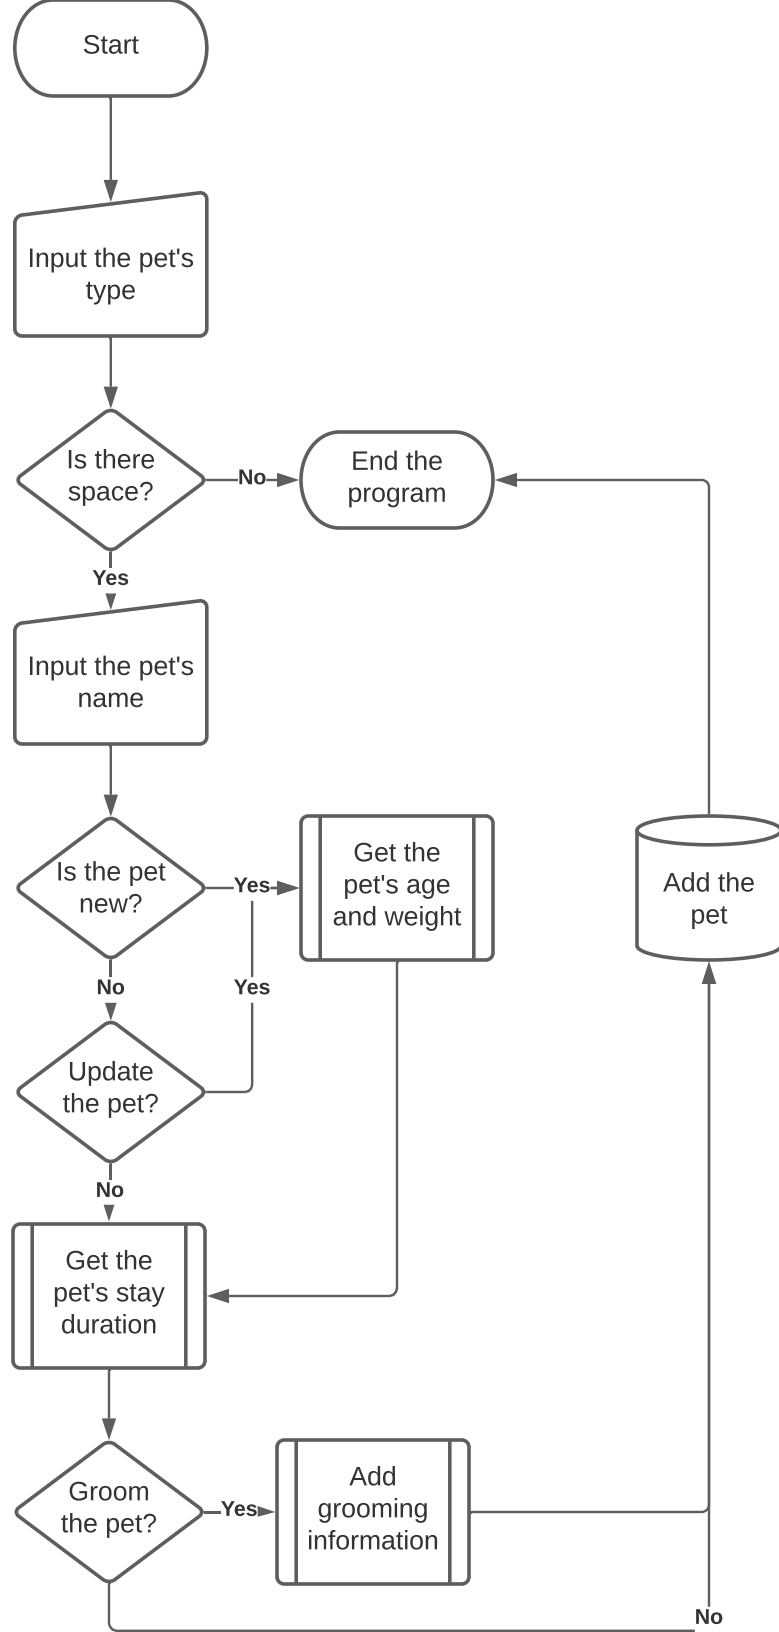 Start
Input the pet's
type
Is there
space?
No
End the
program
Yes
Input the pet's
name
Is the pet
new?
Yes
Get the
pet's age
and weight
Add the
pet
No
Yes
Update
the pet?
No
Get the
pet's stay
duration
Groom
the pet?
Yes
Add
grooming
information
No